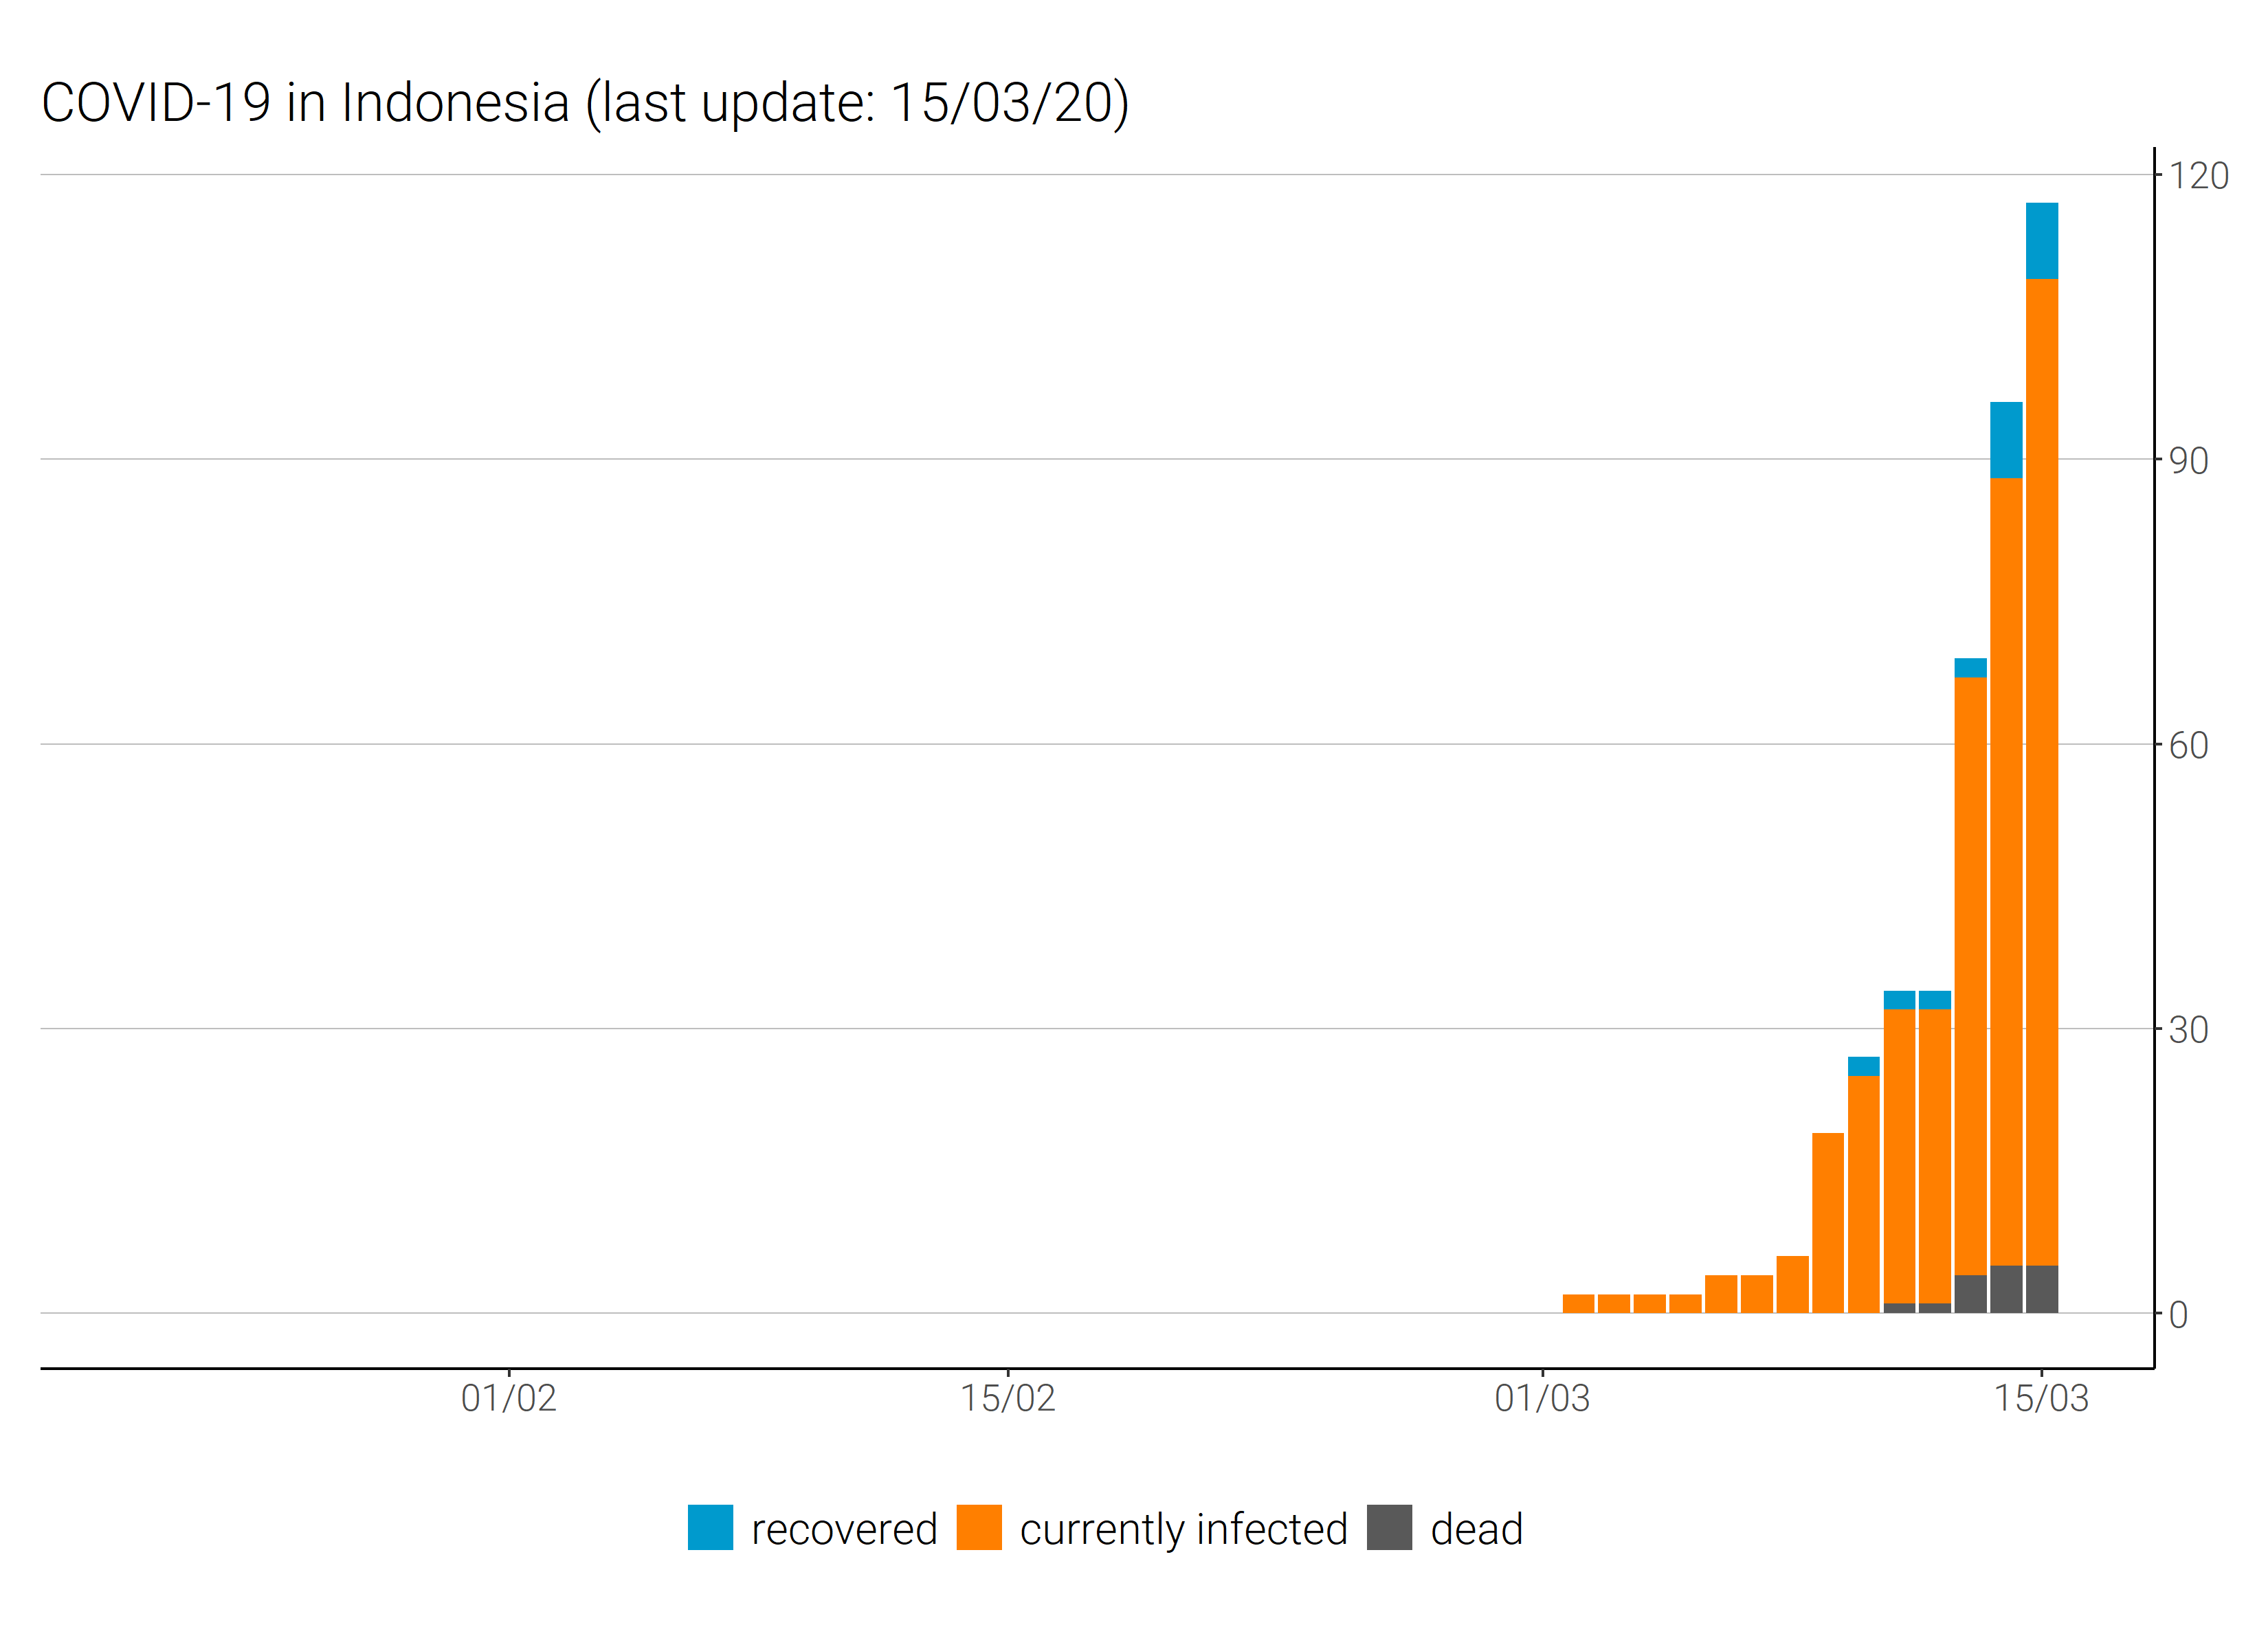 COVID-19 in Indonesia (last update: 15/03/20)
120
90
60
30
0
01/02 15/02 01/03 15/03
recovered currently infected dead